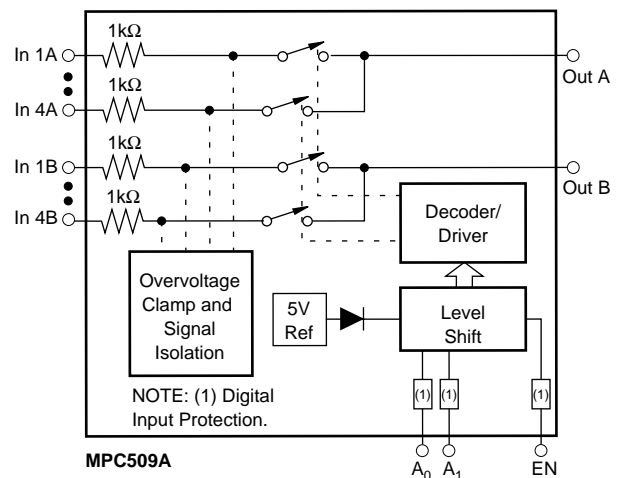 1kΩ
In 1A
Out A
1kΩ
In 4A
1kΩ
In 1B
Out B
1kΩ
In 4B
Decoder/
Driver
Overvoltage
Clamp and
Signal
Isolation
5V
Ref
Level
Shift
NOTE: (1) Digital
Input Protection.
(1) (1) (1)
MPC509A
A₀ A₁ EN